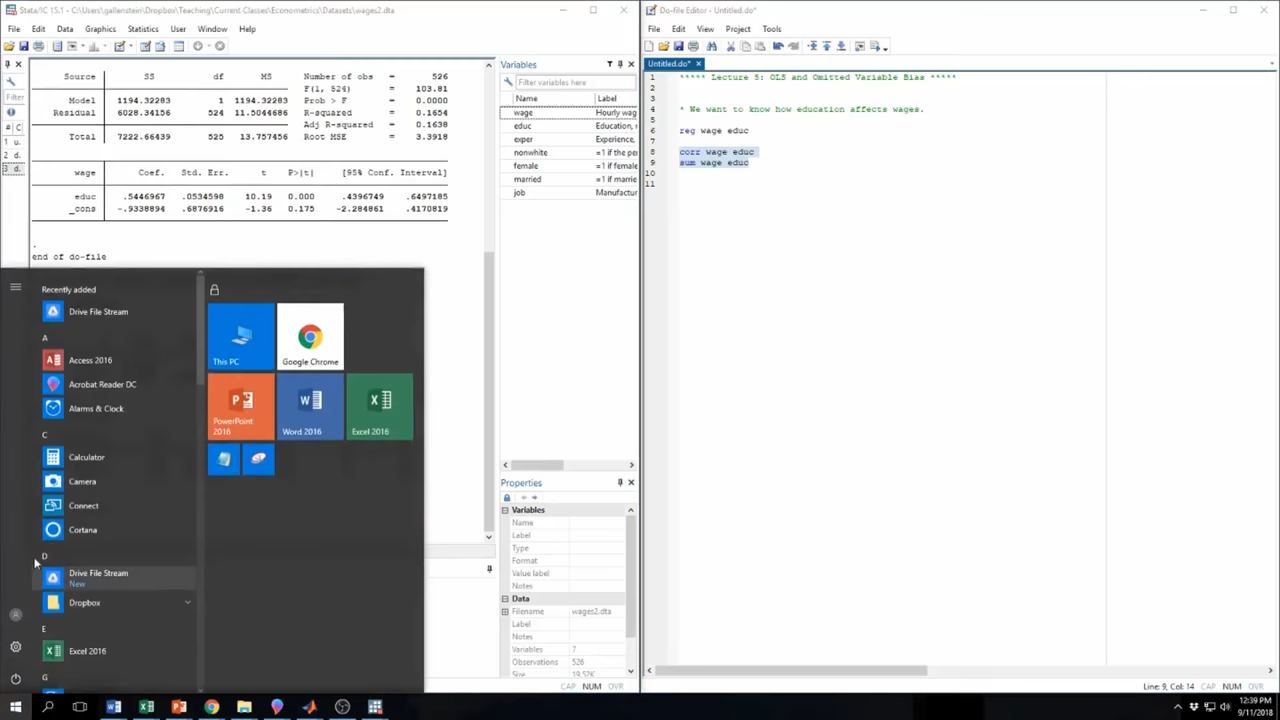 Stata/IC 15.1 - C:\Users\gallenstein\Dropbox\Teaching\Current Classes\Econometrics\Datasets\wages2.dta
File Edit Data Graphics Statistics User Window Help
Source SS df MS Number of obs = 526
F(1, 524) = 103.81
Model 1194.32283 1 1194.32283 Prob > F = 0.0000
Residual 6028.34156 524 11.5044686 R-squared = 0.1654
Adj R-squared = 0.1638
Total 7222.66439 525 13.757456 Root MSE = 3.3918
wage Coef. Std. Err. t P>|t| [95% Conf. Interval]
educ .5446967 .0534598 10.19 0.000 .4396749 .6497185
_cons -.9338894 .6876916 -1.36 0.175 -2.284861 .4170819
.
end of do-file
Filter
# C
1 u.
2 d.
3 d.
Recently added
Drive File Stream
A
Access 2016
Acrobat Reader DC
Alarms & Clock
C
Calculator
Camera
Connect
Cortana
D
Drive File Stream
New
Dropbox
E
Excel 2016
G
This PC
Google Chrome
PowerPoint 2016
Word 2016
Excel 2016
Variables
Filter variables here
Name Label
wage Hourly wag
educ Education,
exper Experience,
nonwhite =1 if the pe
female =1 if female
married =1 if marrie
job Manufactur
Properties
Variables
Name
Label
Type
Format
Value label
Notes
Data
Filename wages2.dta
Label
Notes
Variables 7
Observations 526
Size 19.52K
CAP NUM OVR
Do-file Editor - Untitled.do*
File Edit View Project Tools
Untitled.do*
1 ***** Lecture 5: OLS and Omitted Variable Bias *****
2
3
4 * We want to know how education affects wages.
5
6 reg wage educ
7
8 corr wage educ
9 sum wage educ
10
11
Line: 9, Col: 14 CAP NUM OVR
12:39 PM
9/11/2018